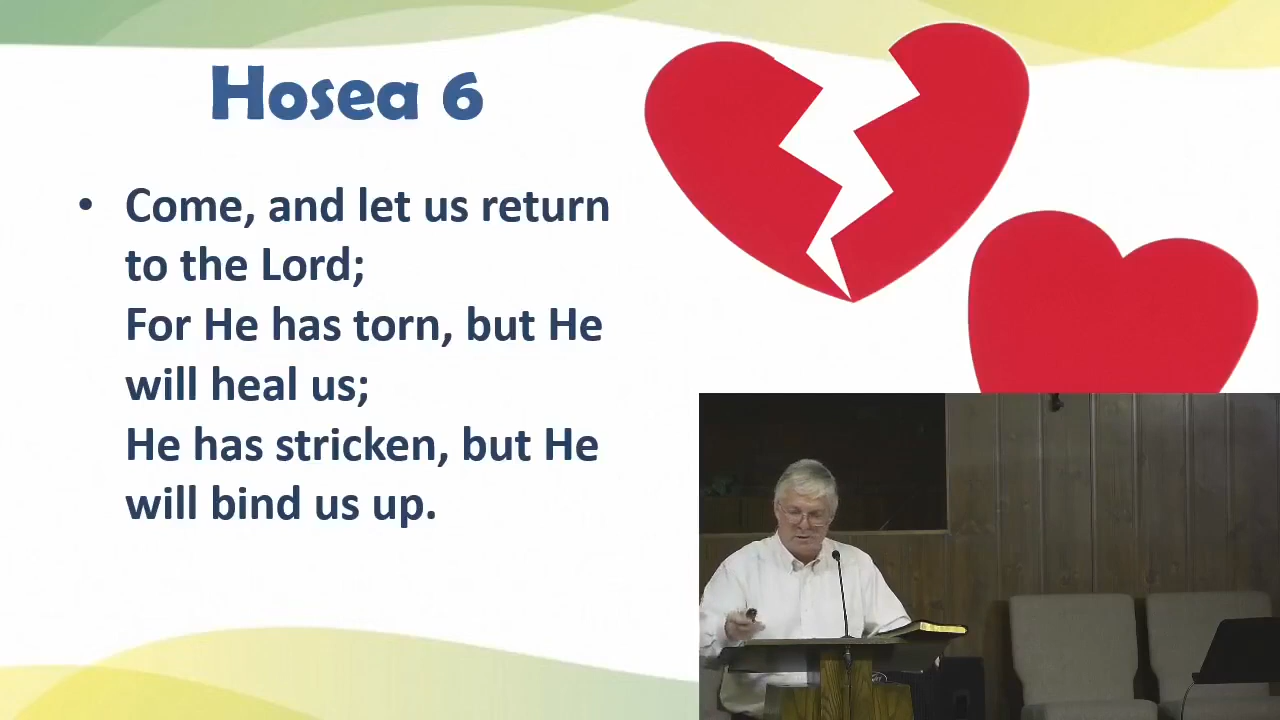 Hosea 6
• Come, and let us return
to the Lord;
For He has torn, but He
will heal us;
He has stricken, but He
will bind us up.